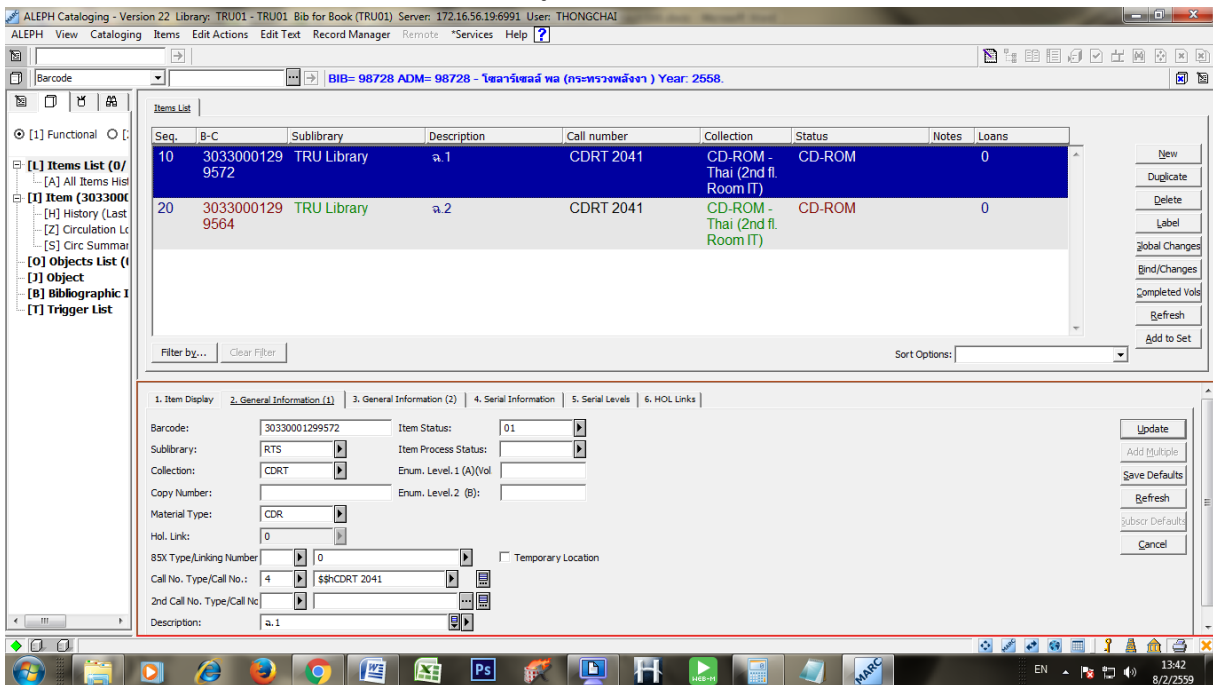 ALEPH Cataloging - Version 22 Library: TRU01 - TRU01 Bib for Book (TRU01) Server: 172.16.56.19:6991 User: THONGCHAI
ALEPH View Cataloging Items Edit Actions Edit Text Record Manager Remote *Services Help ?
Barcode BIB= 98728 ADM= 98728 - โซลาร์เซลล์ พล (กระทรวงพลังงา ) Year: 2558.
Items List
[1] Functional
Seq. B-C Sublibrary Description Call number Collection Status Notes Loans
10 3033000129 TRU Library ฉ.1 CDRT 2041 CD-ROM - CD-ROM 0
9572 Thai (2nd fl.
Room IT)
20 3033000129 TRU Library ฉ.2 CDRT 2041 CD-ROM - CD-ROM 0
9564 Thai (2nd fl.
Room IT)
[L] Items List (0/
[A] All Items Hist
[I] Item (3033000
[H] History (Last
[Z] Circulation Lo
[S] Circ Summar
[O] Objects List (
[J] Object
[B] Bibliographic I
[T] Trigger List
New
Duplicate
Delete
Label
Global Changes
Bind/Changes
Completed Vols
Refresh
Add to Set
Filter by... Clear Filter Sort Options:
1. Item Display 2. General Information (1) 3. General Information (2) 4. Serial Information 5. Serial Levels 6. HOL Links
Barcode: 30330001299572 Item Status: 01
Sublibrary: RTS Item Process Status:
Collection: CDRT Enum. Level.1 (A)(Vol
Copy Number: Enum. Level.2 (B):
Material Type: CDR
Hol. Link: 0
85X Type/Linking Number 0 Temporary Location
Call No. Type/Call No.: 4 $$hCDRT 2041
2nd Call No. Type/Call Nc
Description: ฉ.1
Update
Add Multiple
Save Defaults
Refresh
Subscr Defaults
Cancel
W Ps H WEB-M MARC
EN 13:42
8/2/2559